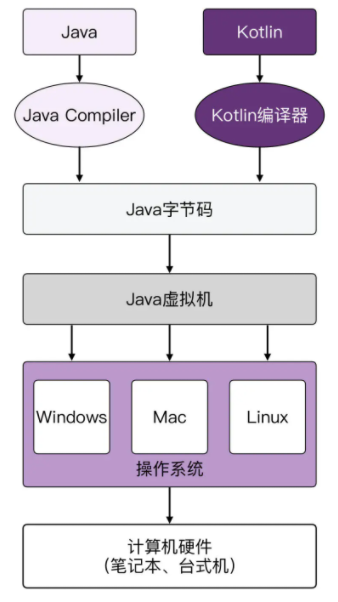 Java
Kotlin
Java Compiler
Kotlin编译器
Java字节码
Java虚拟机
Windows
Mac
Linux
操作系统
计算机硬件
（笔记本、台式机）